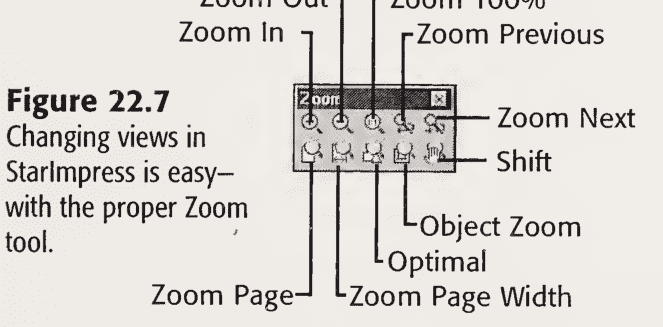 Zoom Out
Zoom 100%
Zoom In
Zoom Previous
Figure 22.7
Changing views in
StarImpress is easy—
with the proper Zoom
tool.
Zoom
Zoom Next
Shift
Object Zoom
Optimal
Zoom Page
Zoom Page Width